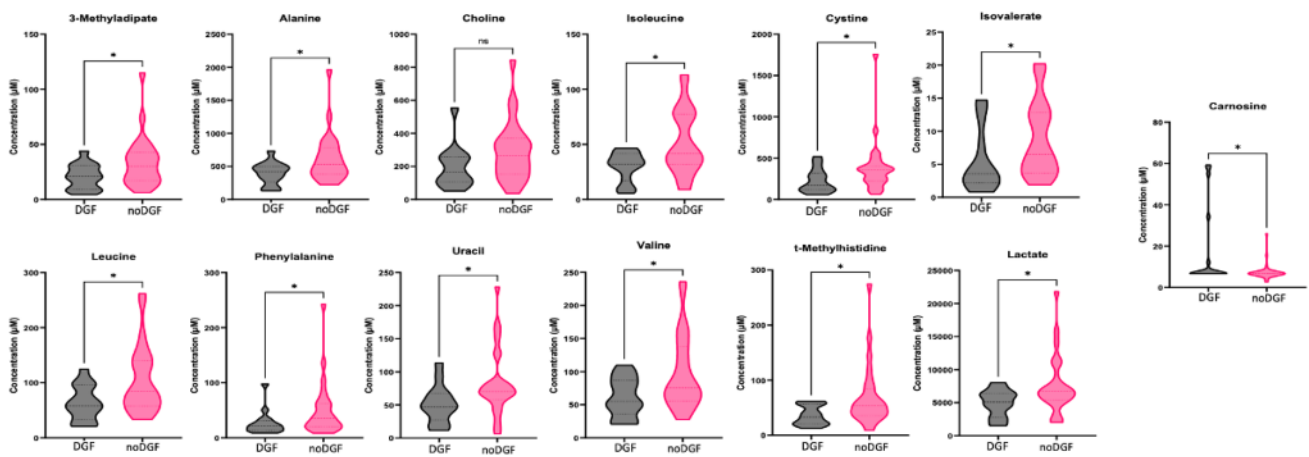 3-Methyladipate
Concentration (µM)
150
100
50
0
*
DGF
noDGF
Alanine
Concentration (µM)
2500
2000
1500
1000
500
0
*
DGF
noDGF
Choline
Concentration (µM)
1000
800
600
400
200
0
ns
DGF
noDGF
Isoleucine
Concentration (µM)
150
100
50
0
*
DGF
noDGF
Cystine
Concentration (µM)
2000
1500
1000
500
0
*
DGF
noDGF
Isovalerate
Concentration (µM)
25
20
15
10
5
0
*
DGF
noDGF
Carnosine
Concentration (µM)
80
60
40
20
0
*
DGF
noDGF
Leucine
Concentration (µM)
300
200
100
0
*
DGF
noDGF
Phenylalanine
Concentration (µM)
300
200
100
0
*
DGF
noDGF
Uracil
Concentration (µM)
250
200
150
100
50
0
*
DGF
noDGF
Valine
Concentration (µM)
250
200
150
100
50
0
*
DGF
noDGF
t-Methylhistidine
Concentration (µM)
300
200
100
0
*
DGF
noDGF
Lactate
Concentration (µM)
25000
20000
15000
10000
5000
0
*
DGF
noDGF